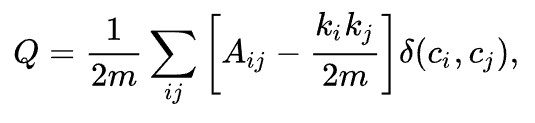 Q = \frac{1}{2m} \sum_{ij} \left[ A_{ij} - \frac{k_i k_j}{2m} \right] \delta(c_i, c_j),